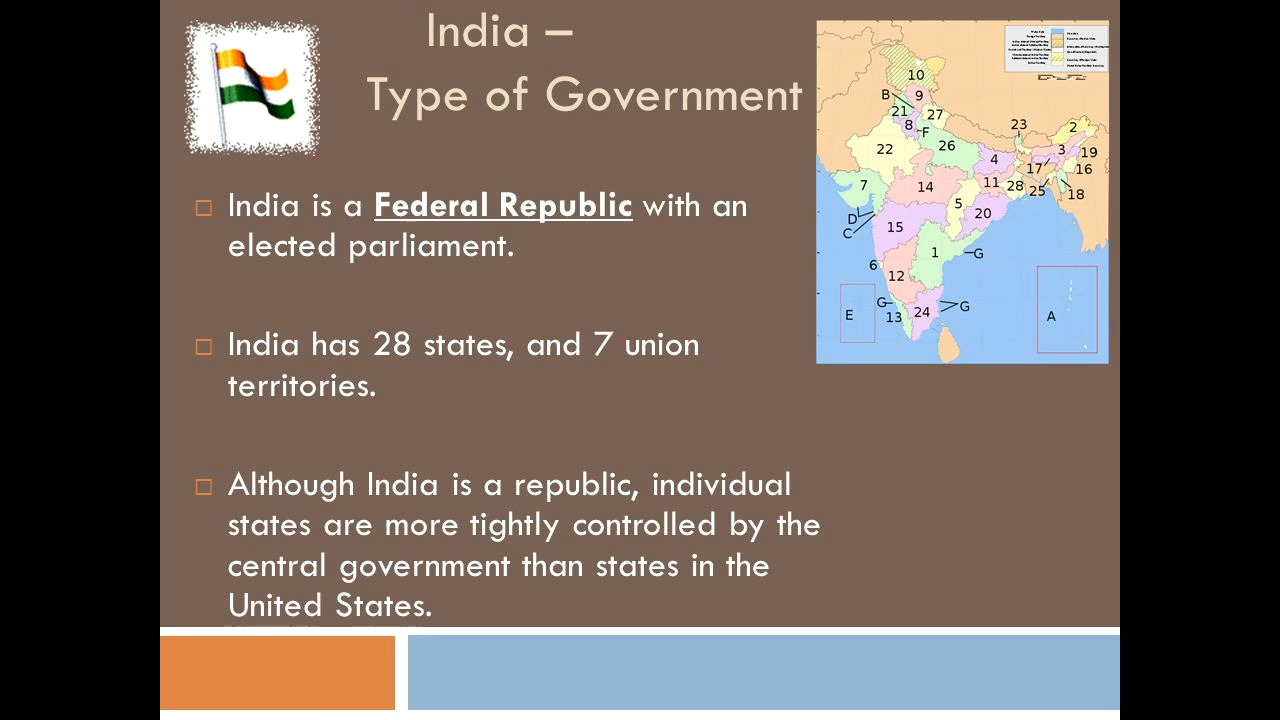 India –
Type of Government
□ India is a Federal Republic with an
elected parliament.
□ India has 28 states, and 7 union
territories.
□ Although India is a republic, individual
states are more tightly controlled by the
central government than states in the
United States.
10
B
9
21
27
8
F
23
2
22
26
3
19
4
17
16
7
14
11
28
25
18
5
20
D
C
15
1
G
6
12
G
G
13
24
E
A